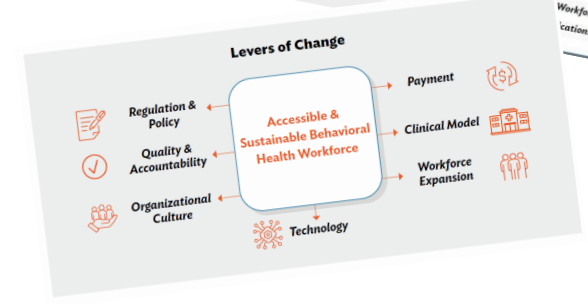 Levers of Change
Regulation &
Policy
Quality &
Accountability
Organizational
Culture
Accessible &
Sustainable Behavioral
Health Workforce
Payment
Clinical Model
Workforce
Expansion
Technology